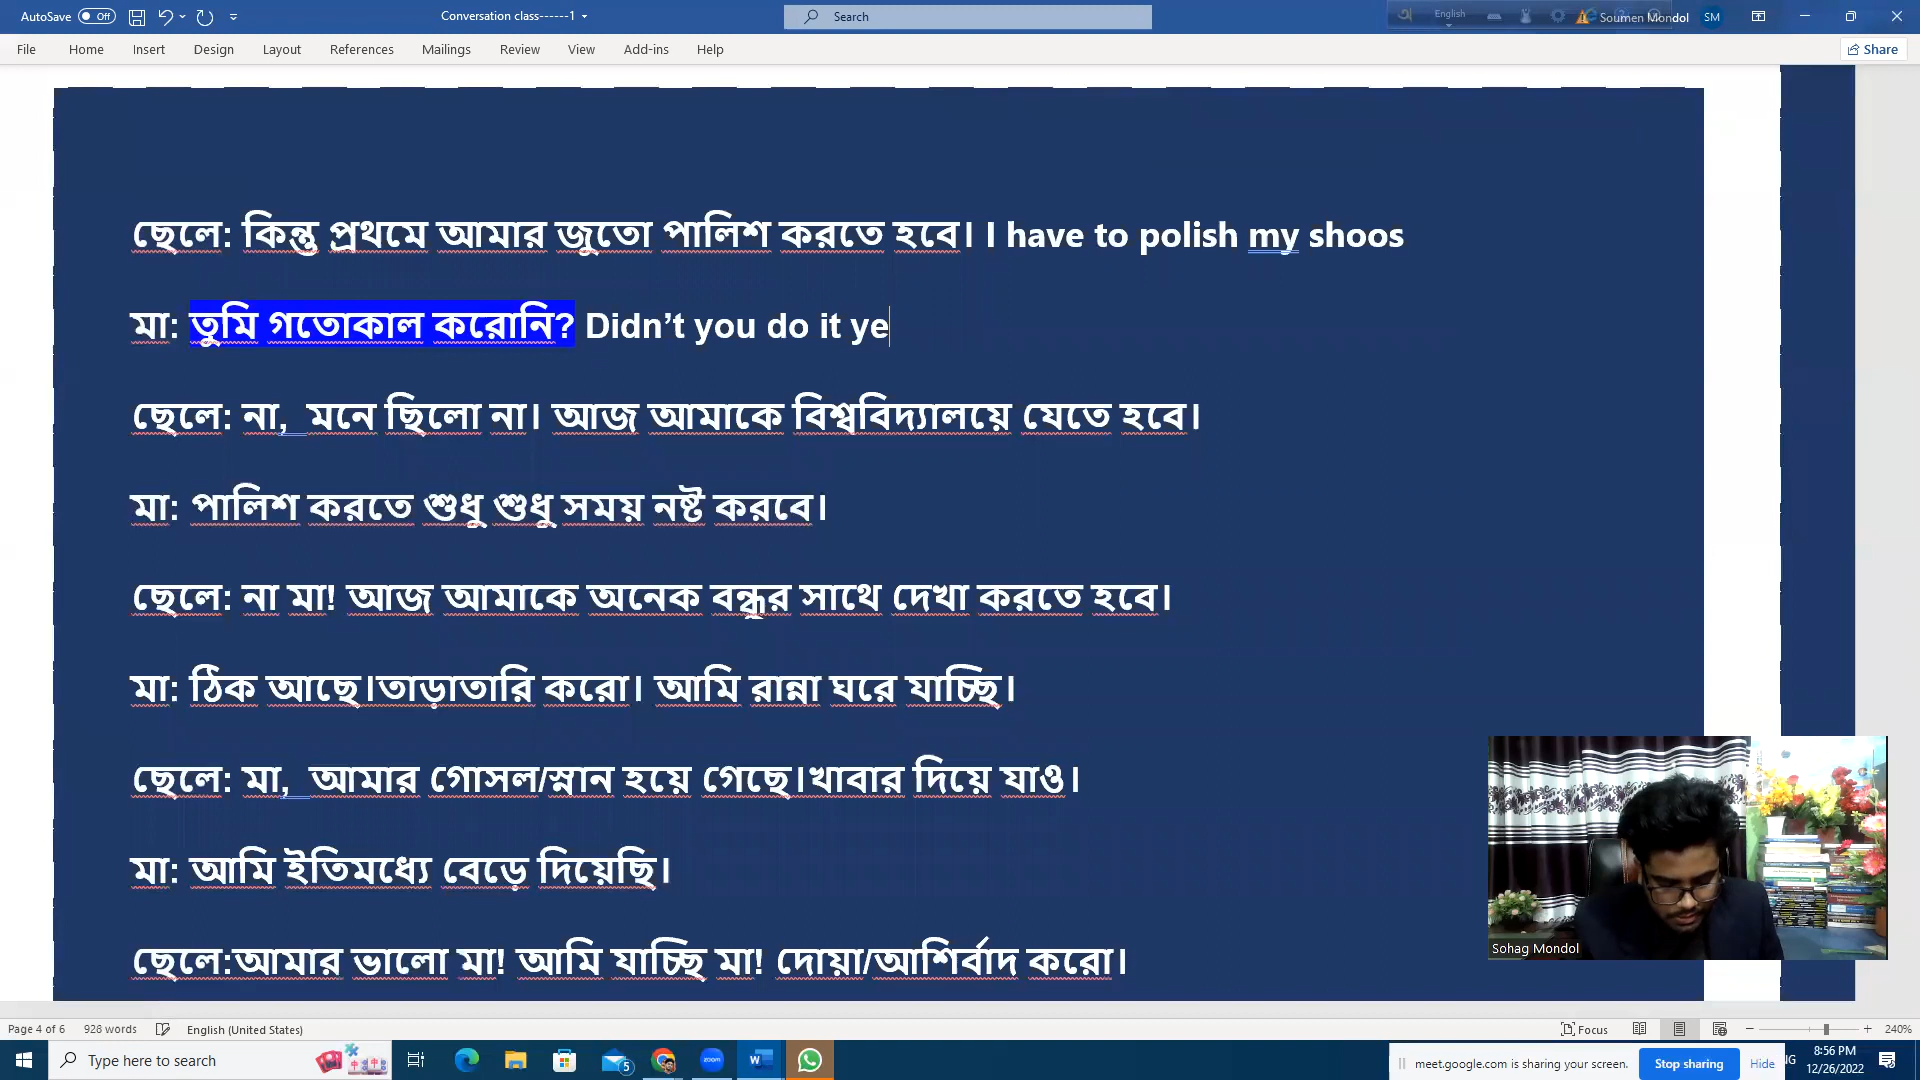 AutoSave Off Conversation class------1 Search English Soumen Mondol SM
File Home Insert Design Layout References Mailings Review View Add-ins Help Share
ছেলে: কিন্তু প্রথমে আমার জুতো পালিশ করতে হবে। I have to polish my shoos
মা: তুমি গতোকাল করোনি? Didn’t you do it ye
ছেলে: না, মনে ছিলো না। আজ আমাকে বিশ্ববিদ্যালয়ে যেতে হবে।
মা: পালিশ করতে শুধু শুধু সময় নষ্ট করবে।
ছেলে: না মা! আজ আমাকে অনেক বন্ধুর সাথে দেখা করতে হবে।
মা: ঠিক আছে।তাড়াতারি করো। আমি রান্না ঘরে যাচ্ছি।
ছেলে: মা, আমার গোসল/স্নান হয়ে গেছে।খাবার দিয়ে যাও।
মা: আমি ইতিমধ্যে বেড়ে দিয়েছি।
ছেলে:আমার ভালো মা! আমি যাচ্ছি মা! দোয়া/আশির্বাদ করো।
Sohag Mondol
Page 4 of 6 928 words English (United States) Focus 240%
Type here to search 5 zoom W meet.google.com is sharing your screen. Stop sharing Hide NG 8:56 PM
12/26/2022